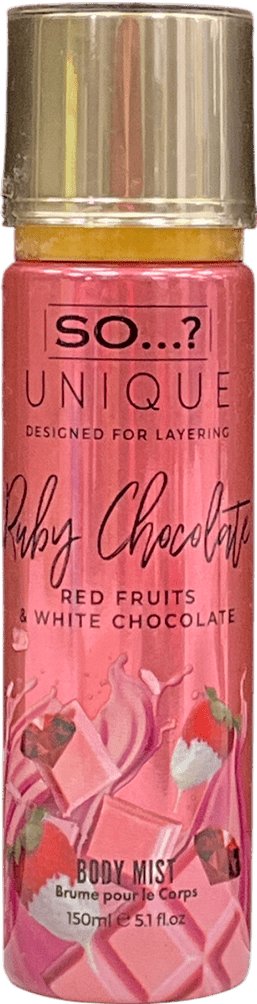 SO...?
UNIQUE
DESIGNED FOR LAYERING
Ruby Chocolate
RED FRUITS
& WHITE CHOCOLATE
BODY MIST
Brume pour le Corps
150ml ℮ 5.1 fl.oz